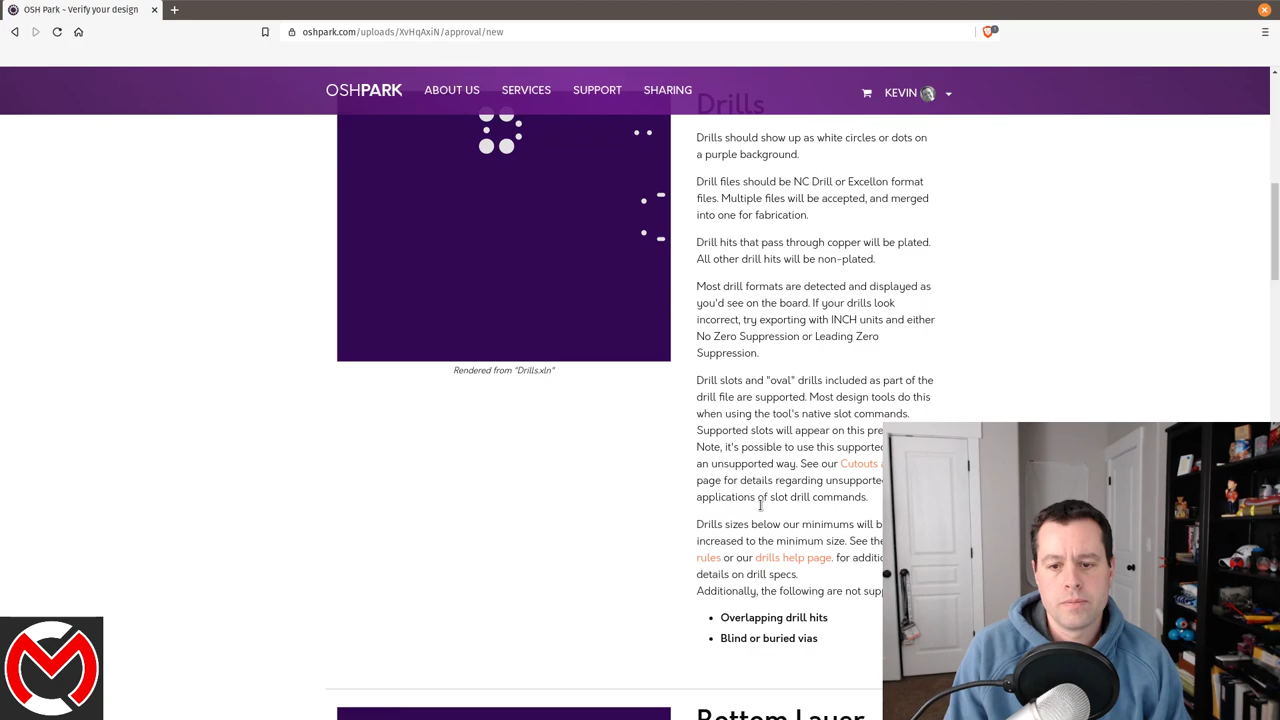 OSH Park ~ Verify your design
oshpark.com/uploads/XvHqAxiN/approval/new
OSHPARK ABOUT US SERVICES SUPPORT SHARING KEVIN
Drills
Drills should show up as white circles or dots on
a purple background.
Drill files should be NC Drill or Excellon format
files. Multiple files will be accepted, and merged
into one for fabrication.
Drill hits that pass through copper will be plated.
All other drill hits will be non-plated.
Most drill formats are detected and displayed as
you'd see on the board. If your drills look
incorrect, try exporting with INCH units and either
No Zero Suppression or Leading Zero
Suppression.
Rendered from "Drills.xln"
Drill slots and "oval" drills included as part of the
drill file are supported. Most design tools do this
when using the tool's native slot commands.
Supported slots will appear on this pre
Note, it's possible to use this supported
an unsupported way. See our Cutouts
page for details regarding unsupported
applications of slot drill commands.
Drills sizes below our minimums will b
increased to the minimum size. See the
rules or our drills help page. for additio
details on drill specs.
Additionally, the following are not sup
• Overlapping drill hits
• Blind or buried vias
Bottom Layer